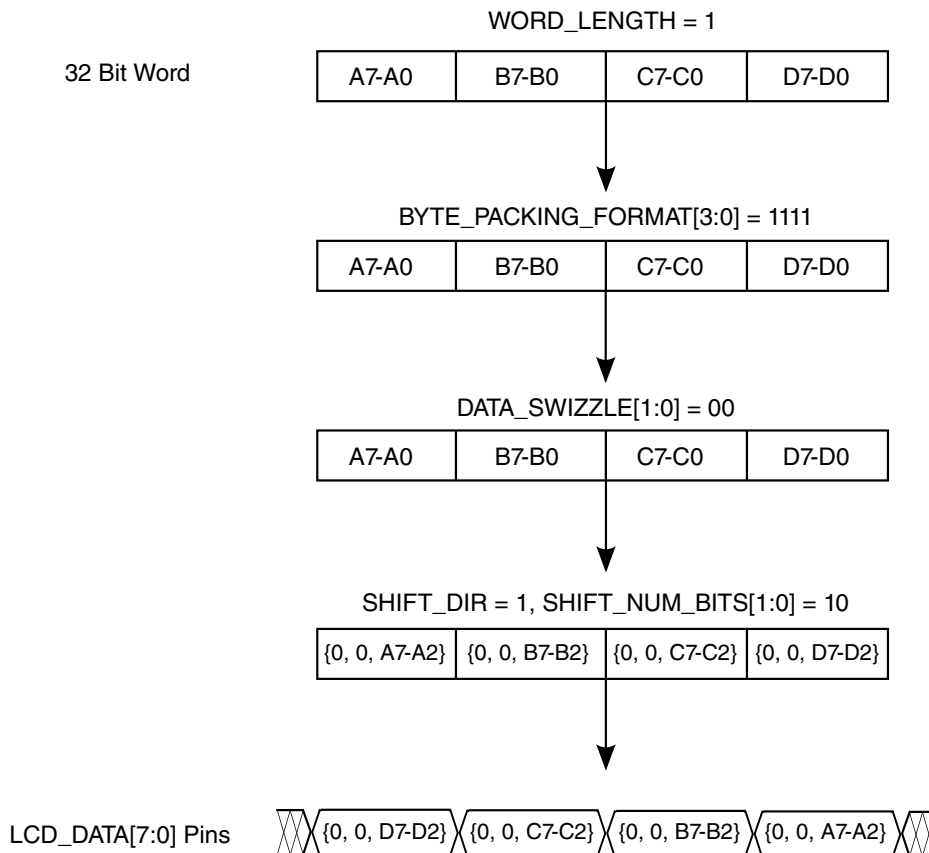 WORD_LENGTH = 1
32 Bit Word
A7-A0 B7-B0 C7-C0 D7-D0
BYTE_PACKING_FORMAT[3:0] = 1111
A7-A0 B7-B0 C7-C0 D7-D0
DATA_SWIZZLE[1:0] = 00
A7-A0 B7-B0 C7-C0 D7-D0
SHIFT_DIR = 1, SHIFT_NUM_BITS[1:0] = 10
{0, 0, A7-A2} {0, 0, B7-B2} {0, 0, C7-C2} {0, 0, D7-D2}
LCD_DATA[7:0] Pins {0, 0, D7-D2} {0, 0, C7-C2} {0, 0, B7-B2} {0, 0, A7-A2}